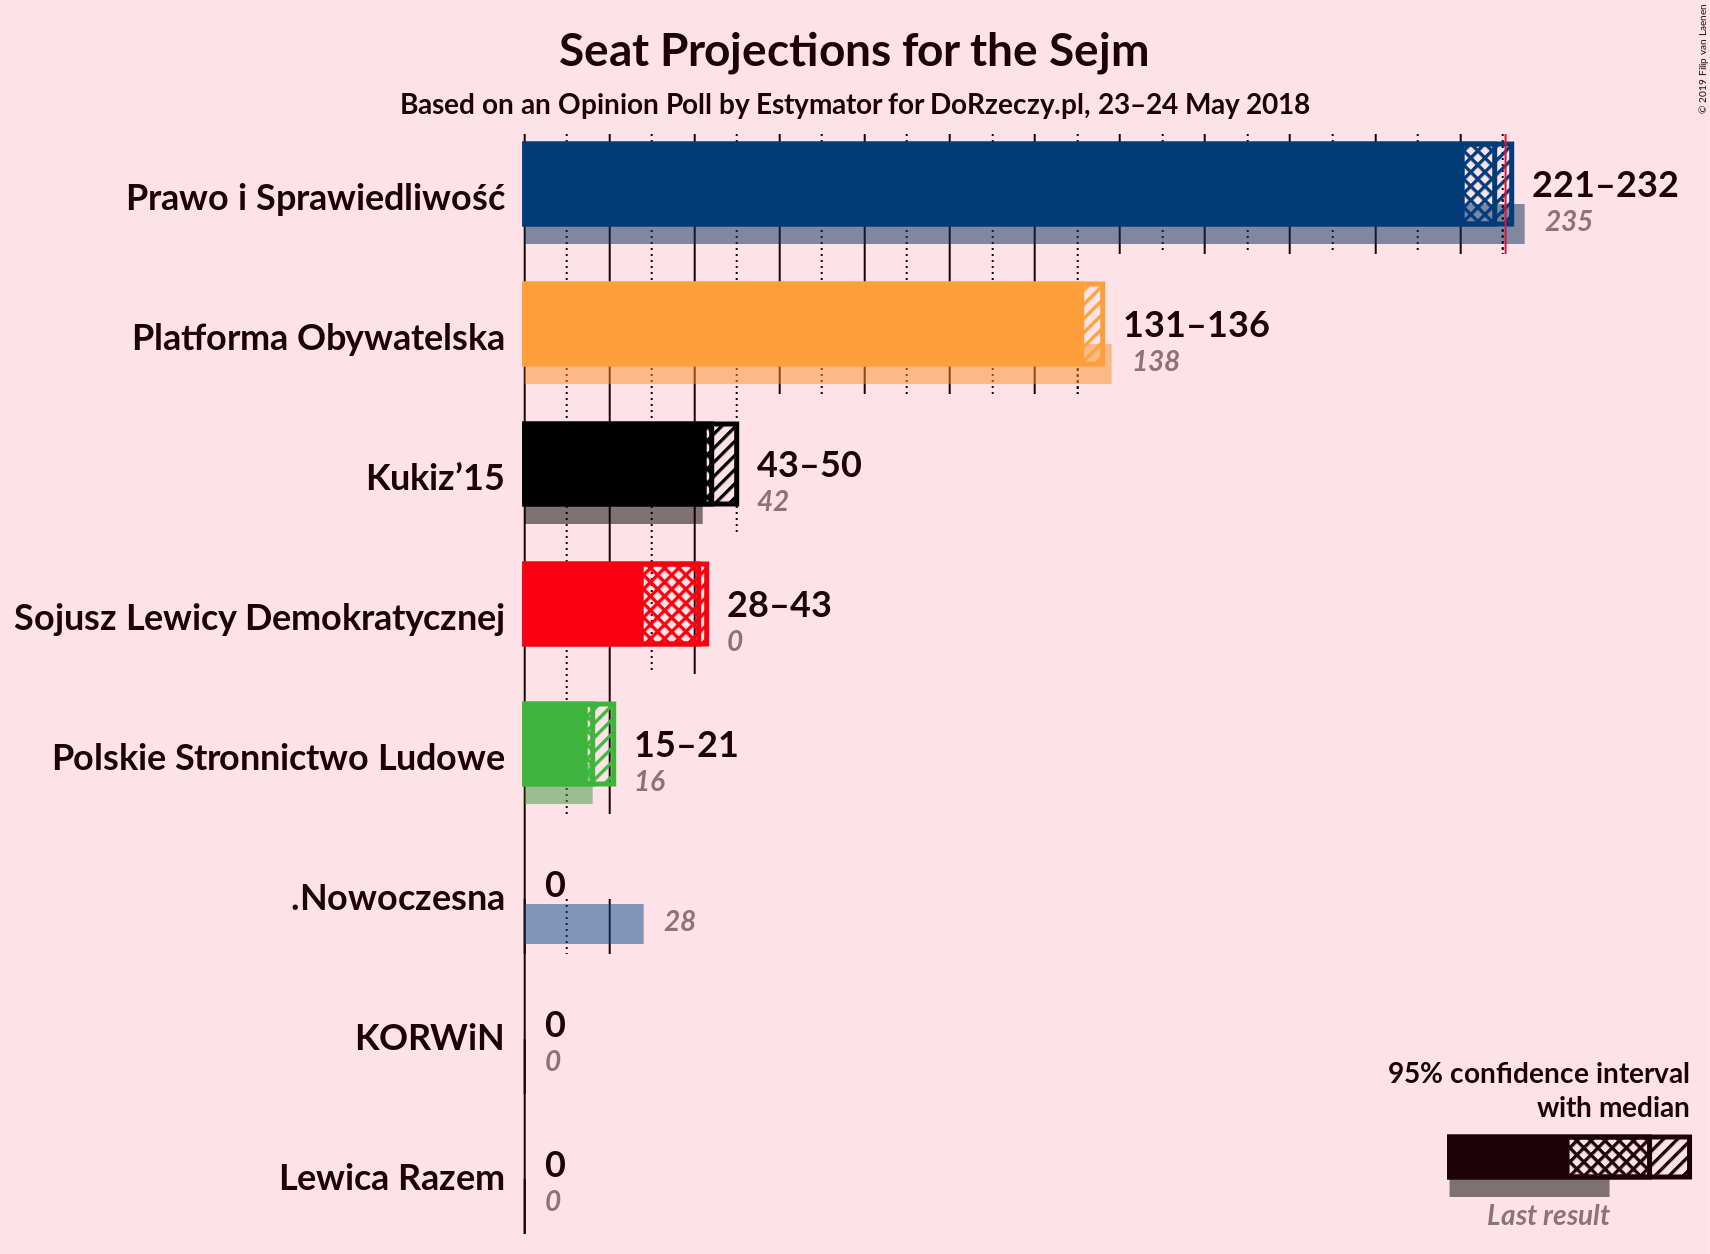 Seat Projections for the Sejm
Based on an Opinion Poll by Estymator for DoRzeczy.pl, 23–24 May 2018
© 2019 Filip van Laenen
Prawo i Sprawiedliwość
221–232
235
Platforma Obywatelska
131–136
138
Kukiz’15
43–50
42
Sojusz Lewicy Demokratycznej
28–43
0
Polskie Stronnictwo Ludowe
15–21
16
.Nowoczesna
0
28
KORWiN
0
0
Lewica Razem
0
0
95% confidence interval
with median
Last result